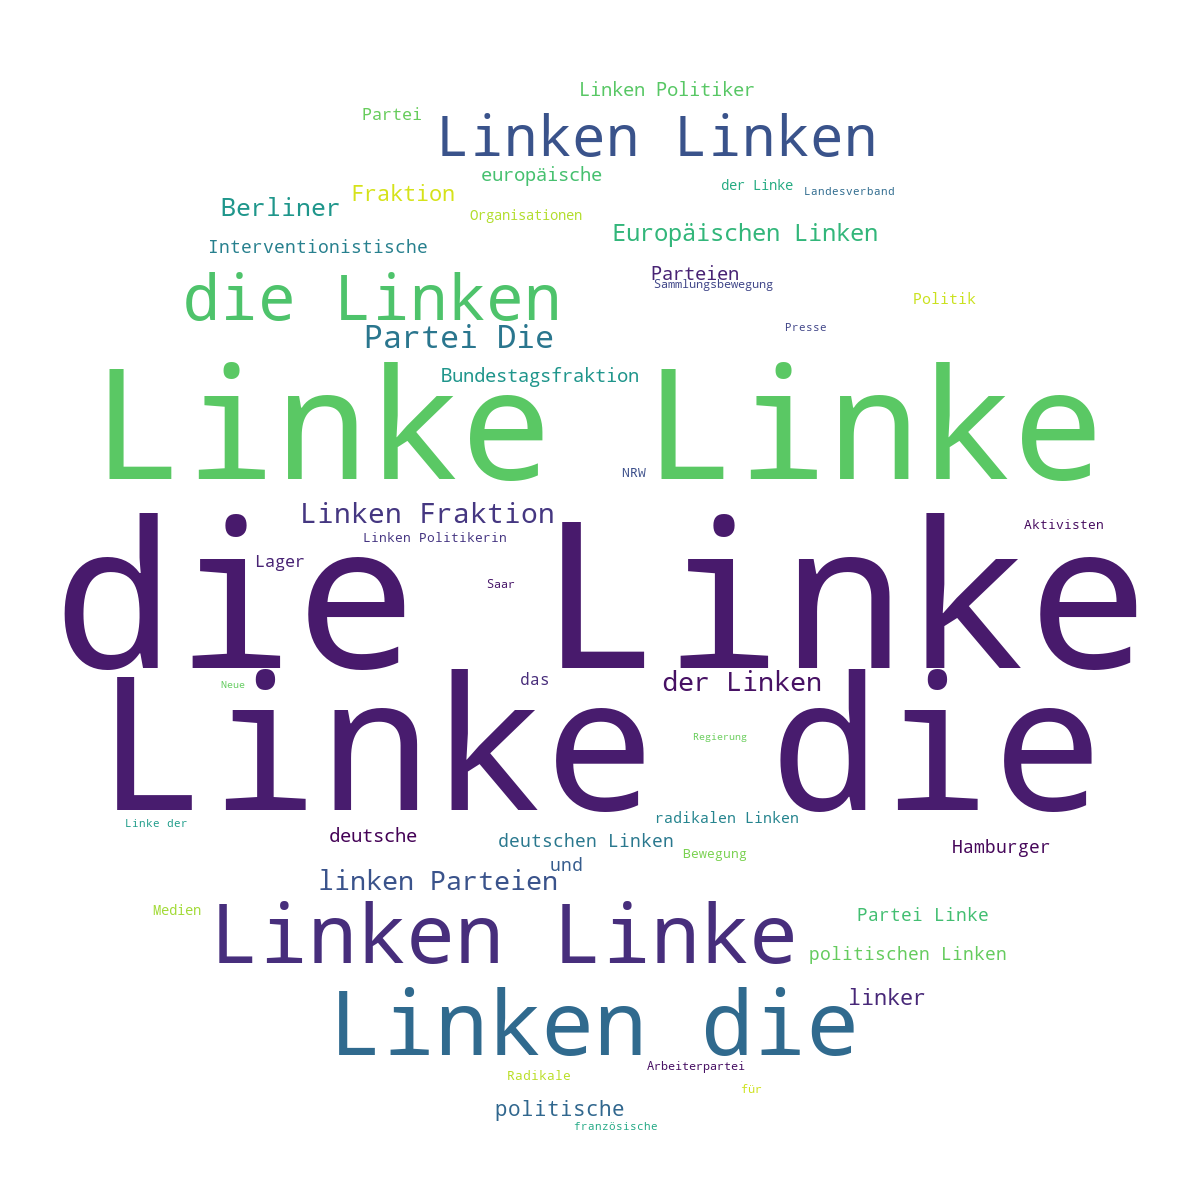 Linken Politiker
Partei
Linken Linken
europäische
der Linke
Landesverband
Fraktion
Berliner
Organisationen
Europäischen Linken
Interventionistische
Parteien
Sammlungsbewegung
die Linken
Politik
Presse
Partei Die
Bundestagsfraktion
Linke Linke
NRW
Linken Fraktion
Aktivisten
Linken Politikerin
Lager
Saar
die Linke
das
der Linken
Neue
Regierung
Linke die
radikalen Linken
Linke der
deutsche
deutschen Linken
Hamburger
Bewegung
und
linken Parteien
Medien
Partei Linke
Linken Linke
politischen Linken
linker
Linken die
Arbeiterpartei
Radikale
für
politische
französische